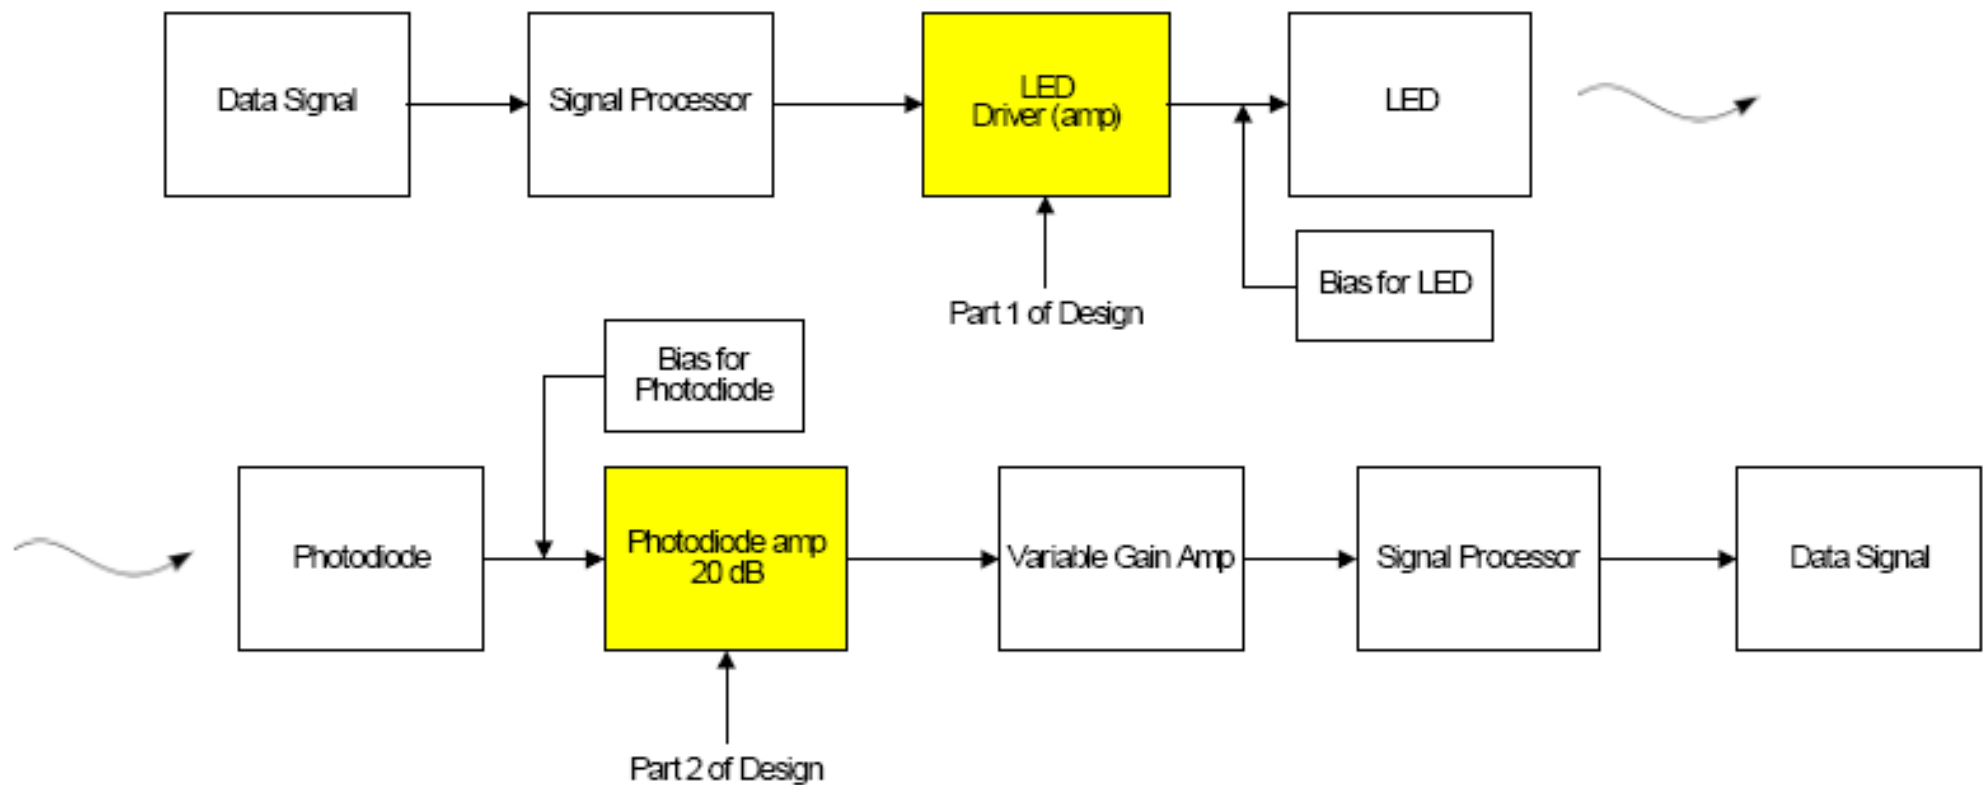 Data Signal
Signal Processor
LED
Driver (amp)
LED
Bias for LED
Part 1 of Design
Bias for
Photodiode
Photodiode
Photodiode amp
20 dB
Variable Gain Amp
Signal Processor
Data Signal
Part 2 of Design